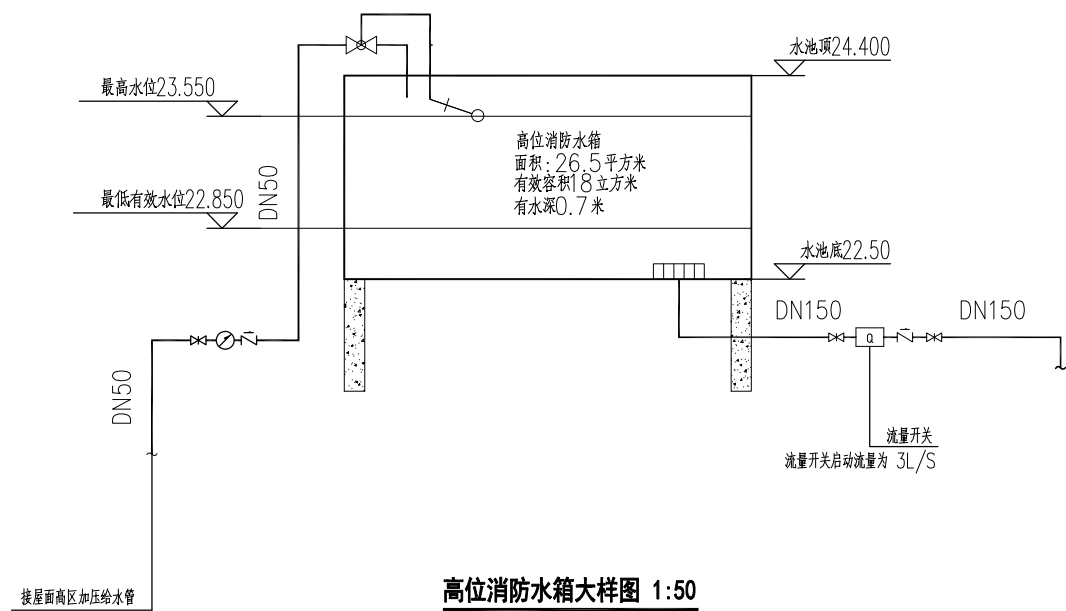 水池顶24.400
最高水位23.550
高位消防水箱
面积：26.5平方米
有效容积18立方米
有水深0.7米
DN50
最低有效水位22.850
水池底22.50
DN150
DN150
Q
DN50
流量开关
流量开关启动流量为 3L/S
接屋面高区加压给水管
高位消防水箱大样图 1:50